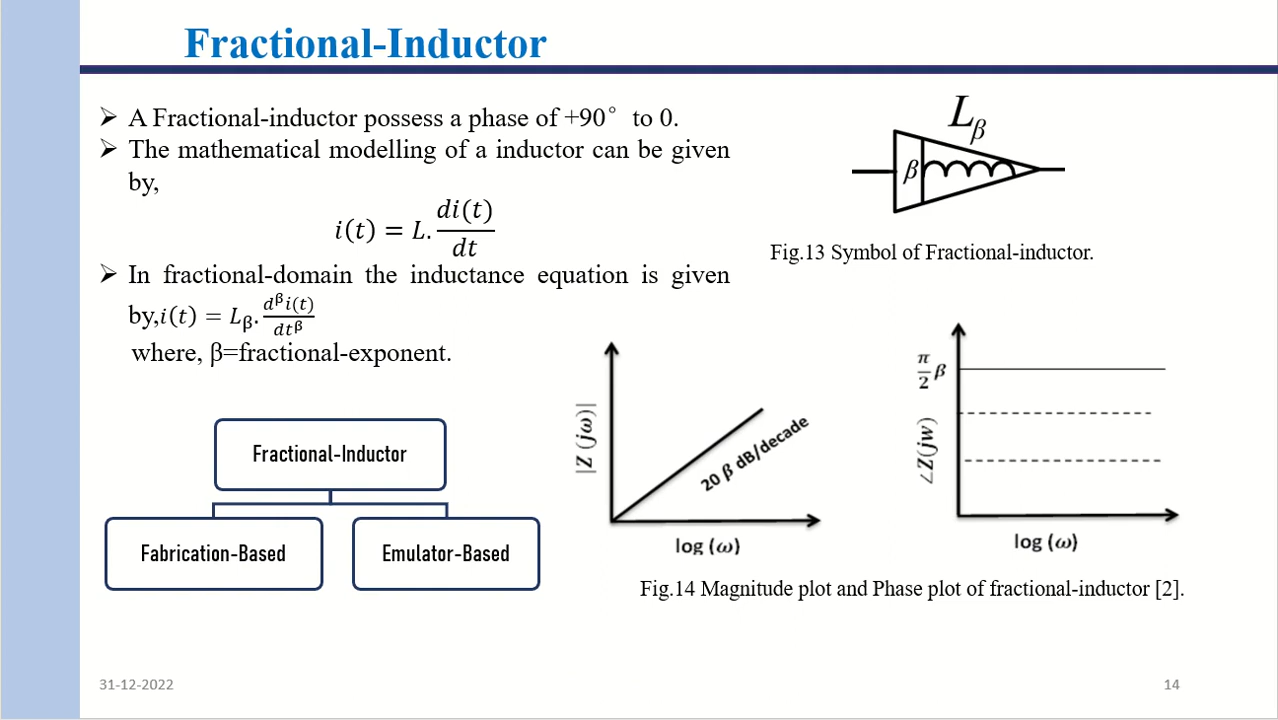 Fractional-Inductor
➢ A Fractional-inductor possess a phase of +90° to 0.
➢ The mathematical modelling of a inductor can be given
by,
i(t) = L. di(t)/dt
➢ In fractional-domain the inductance equation is given
by,i(t) = Lβ. d^β i(t)/dt^β
where, β=fractional-exponent.
Lβ
β
Fig.13 Symbol of Fractional-inductor.
Fractional-Inductor
Fabrication-Based
Emulator-Based
|Z (jω)|
20 β dB/decade
log (ω)
π/2 β
∠Z(jw)
log (ω)
Fig.14 Magnitude plot and Phase plot of fractional-inductor [2].
31-12-2022
14